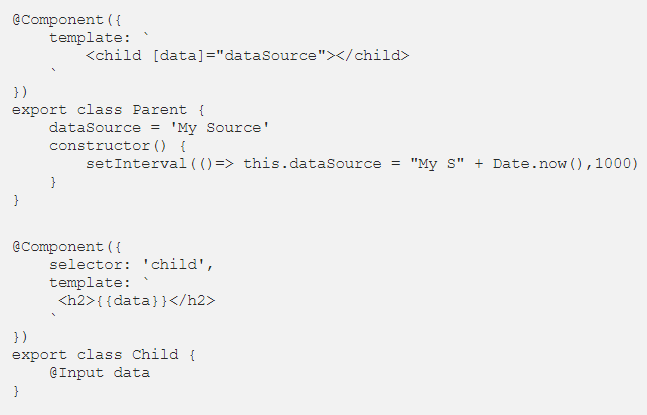 @Component({
    template: `
        <child [data]="dataSource"></child>
    `
})
export class Parent {
    dataSource = 'My Source'
    constructor() {
        setInterval(()=> this.dataSource = "My S" + Date.now(),1000)
    }
}

@Component({
    selector: 'child',
    template: `
     <h2>{{data}}</h2>
    `
})
export class Child {
    @Input data
}